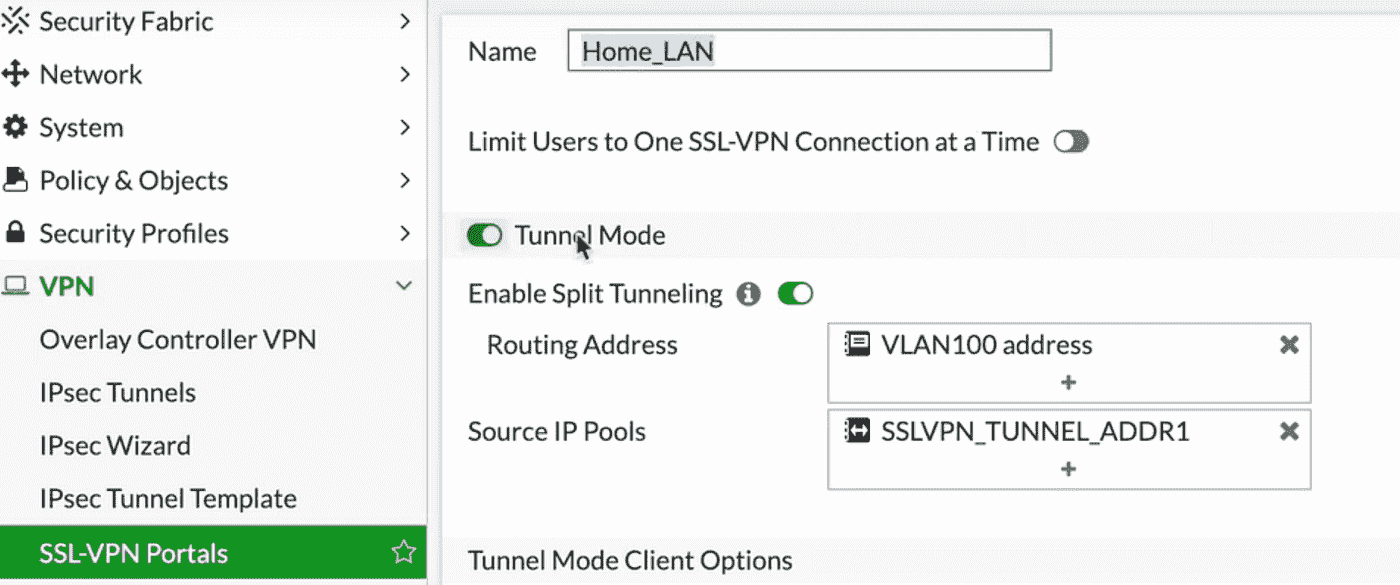 Security Fabric
Network
System
Policy & Objects
Security Profiles
VPN
Overlay Controller VPN
IPsec Tunnels
IPsec Wizard
IPsec Tunnel Template
SSL-VPN Portals
Name Home_LAN
Limit Users to One SSL-VPN Connection at a Time
Tunnel Mode
Enable Split Tunneling
Routing Address VLAN100 address
+
Source IP Pools SSLVPN_TUNNEL_ADDR1
+
Tunnel Mode Client Options